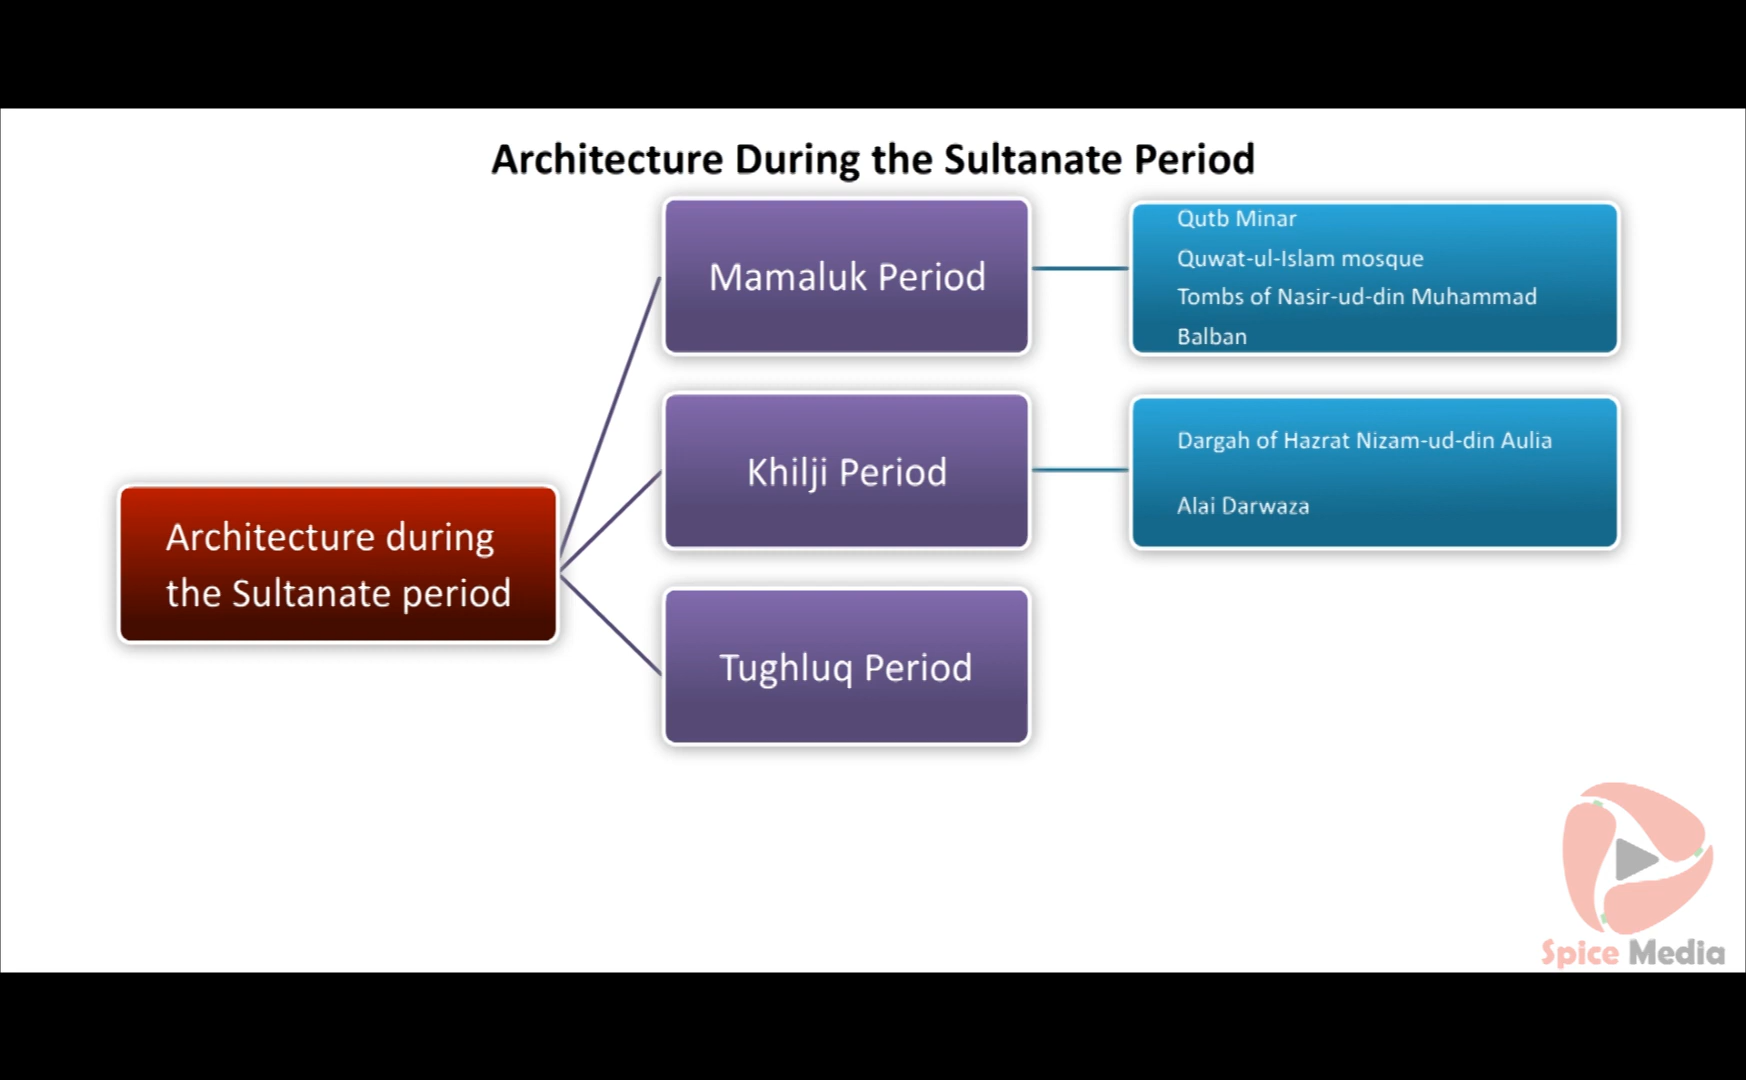 Architecture During the Sultanate Period
Architecture during
the Sultanate period
Mamaluk Period
Qutb Minar
Quwat-ul-Islam mosque
Tombs of Nasir-ud-din Muhammad
Balban
Khilji Period
Dargah of Hazrat Nizam-ud-din Aulia
Alai Darwaza
Tughluq Period
Spice Media